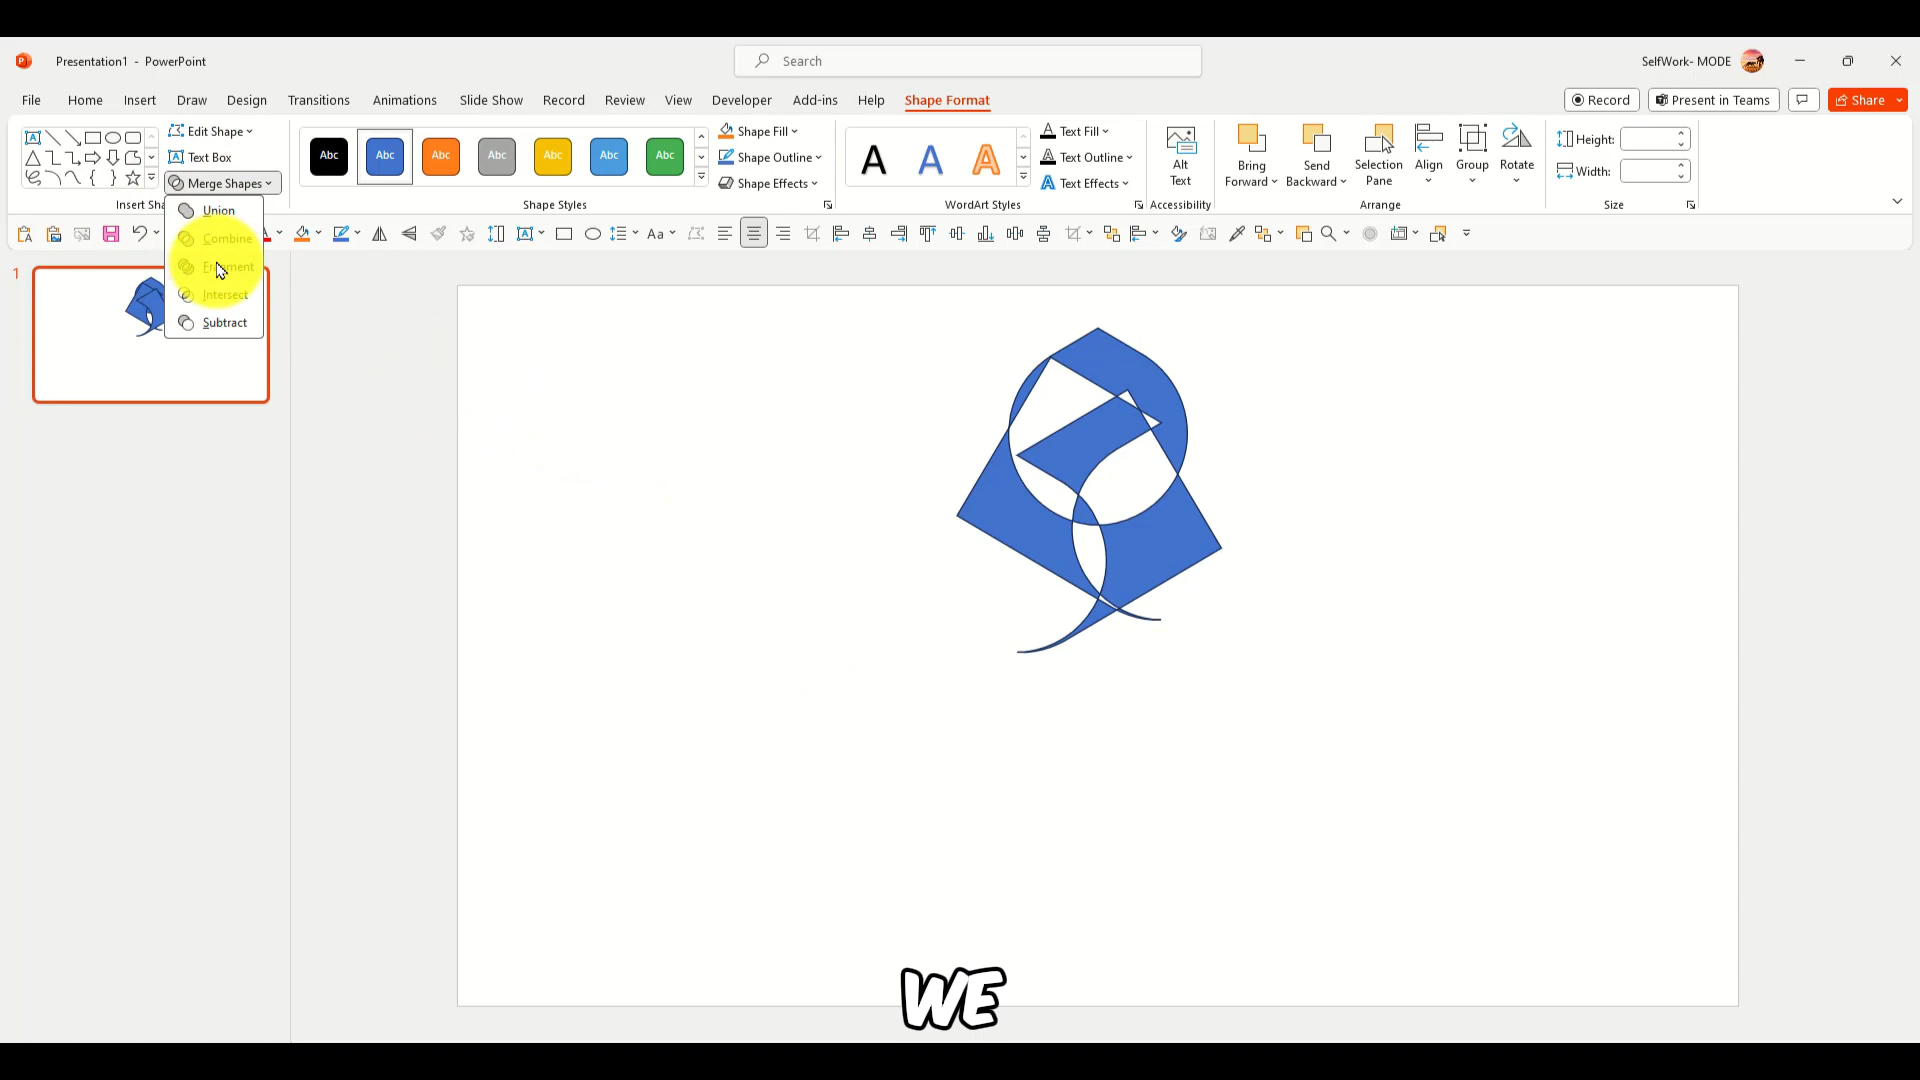 Presentation1 - PowerPoint
Search
SelfWork- MODE
File Home Insert Draw Design Transitions Animations Slide Show Record Review View Developer Add-ins Help Shape Format
Record Present in Teams Share
Edit Shape
Text Box
Merge Shapes
Insert Sha
Abc Abc Abc Abc Abc Abc Abc
Shape Fill
Shape Outline
Shape Effects
Shape Styles
A A A
Text Fill
Text Outline
Text Effects
WordArt Styles
Alt Text
Accessibility
Bring Forward
Send Backward
Selection Pane
Align
Group
Rotate
Arrange
Height:
Width:
Size
Union
Combine
Fragment
Intersect
Subtract
Aa
1
WE